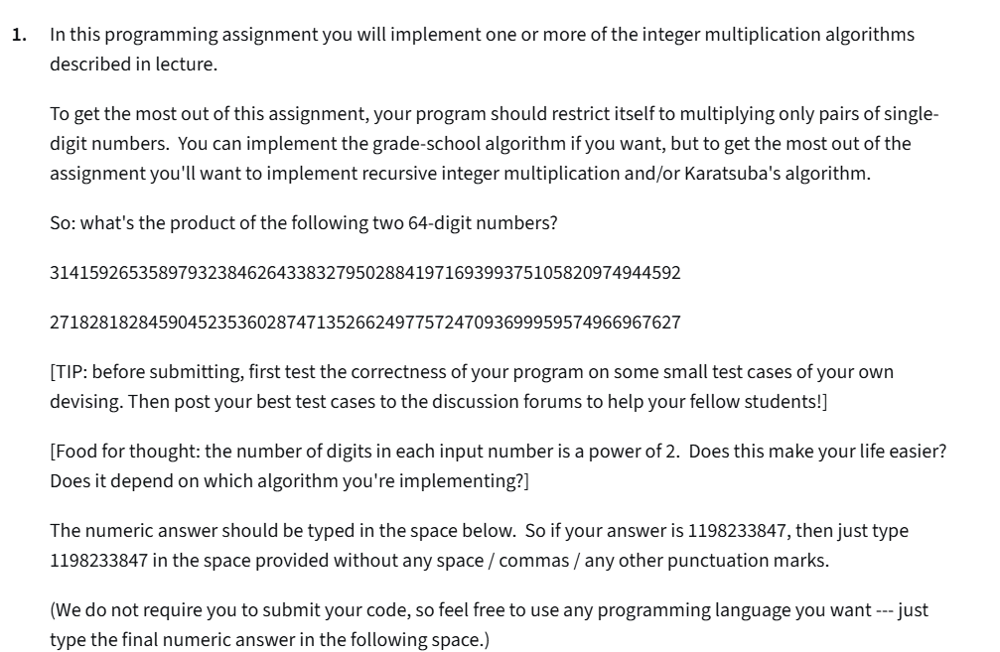 1. In this programming assignment you will implement one or more of the integer multiplication algorithms
described in lecture.
To get the most out of this assignment, your program should restrict itself to multiplying only pairs of single-
digit numbers.  You can implement the grade-school algorithm if you want, but to get the most out of the
assignment you'll want to implement recursive integer multiplication and/or Karatsuba's algorithm.
So: what's the product of the following two 64-digit numbers?
3141592653589793238462643383279502884197169399375105820974944592
2718281828459045235360287471352662497757247093699959574966967627
[TIP: before submitting, first test the correctness of your program on some small test cases of your own
devising. Then post your best test cases to the discussion forums to help your fellow students!]
[Food for thought: the number of digits in each input number is a power of 2.  Does this make your life easier?
Does it depend on which algorithm you're implementing?]
The numeric answer should be typed in the space below.  So if your answer is 1198233847, then just type
1198233847 in the space provided without any space / commas / any other punctuation marks.
(We do not require you to submit your code, so feel free to use any programming language you want --- just
type the final numeric answer in the following space.)